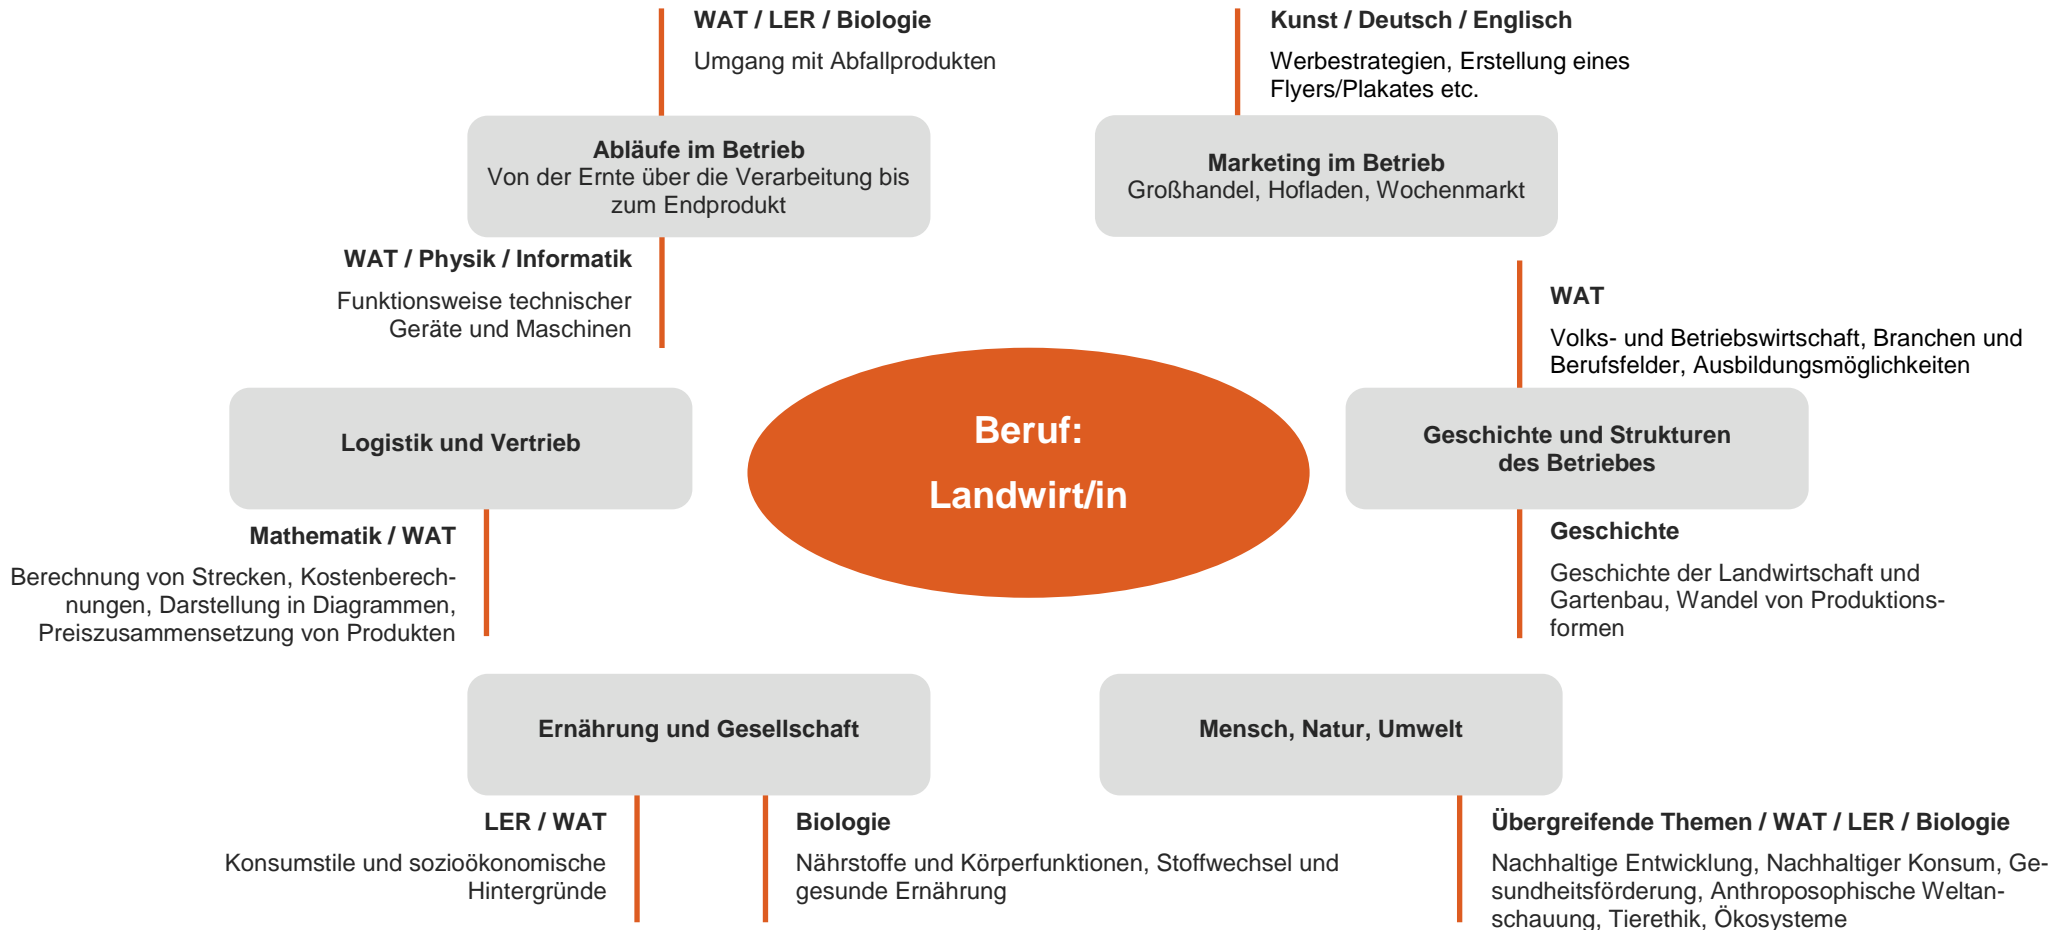 WAT / LER / Biologie
Umgang mit Abfallprodukten
Kunst / Deutsch / Englisch
Werbestrategien, Erstellung eines
Flyers/Plakates etc.
Abläufe im Betrieb
Von der Ernte über die Verarbeitung bis
zum Endprodukt
Marketing im Betrieb
Großhandel, Hofladen, Wochenmarkt
WAT / Physik / Informatik
Funktionsweise technischer
Geräte und Maschinen
WAT
Volks- und Betriebswirtschaft, Branchen und
Berufsfelder, Ausbildungsmöglichkeiten
Beruf:
Landwirt/in
Logistik und Vertrieb
Geschichte und Strukturen
des Betriebes
Mathematik / WAT
Berechnung von Strecken, Kostenberech-
nungen, Darstellung in Diagrammen,
Preiszusammensetzung von Produkten
Geschichte
Geschichte der Landwirtschaft und
Gartenbau, Wandel von Produktions-
formen
Ernährung und Gesellschaft
Mensch, Natur, Umwelt
LER / WAT
Konsumstile und sozioökonomische
Hintergründe
Biologie
Nährstoffe und Körperfunktionen, Stoffwechsel und
gesunde Ernährung
Übergreifende Themen / WAT / LER / Biologie
Nachhaltige Entwicklung, Nachhaltiger Konsum, Ge-
sundheitsförderung, Anthroposophische Weltan-
schauung, Tierethik, Ökosysteme